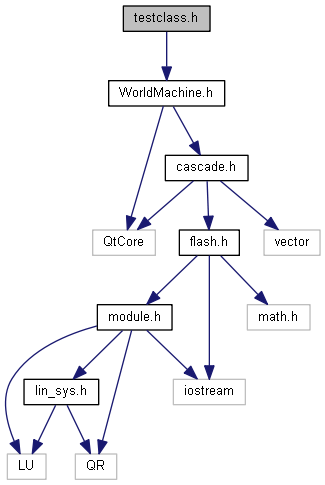 testclass.h
WorldMachine.h
cascade.h
QtCore
flash.h
vector
module.h
math.h
lin_sys.h
iostream
LU
QR